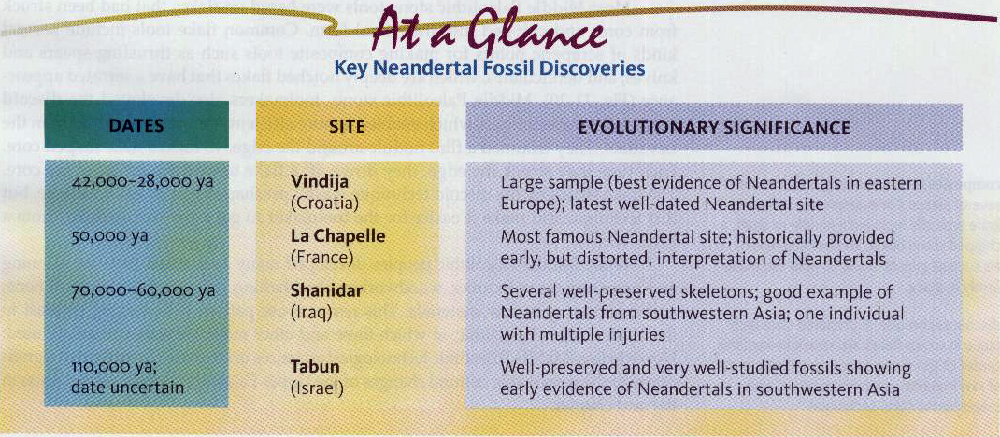 At a Glance
Key Neandertal Fossil Discoveries
DATES SITE EVOLUTIONARY SIGNIFICANCE
42,000–28,000 ya Vindija Large sample (best evidence of Neandertals in eastern
(Croatia) Europe); latest well-dated Neandertal site
50,000 ya La Chapelle Most famous Neandertal site; historically provided
(France) early, but distorted, interpretation of Neandertals
70,000–60,000 ya Shanidar Several well-preserved skeletons; good example of
(Iraq) Neandertals from southwestern Asia; one individual
with multiple injuries
110,000 ya; Tabun Well-preserved and very well-studied fossils showing
date uncertain (Israel) early evidence of Neandertals in southwestern Asia